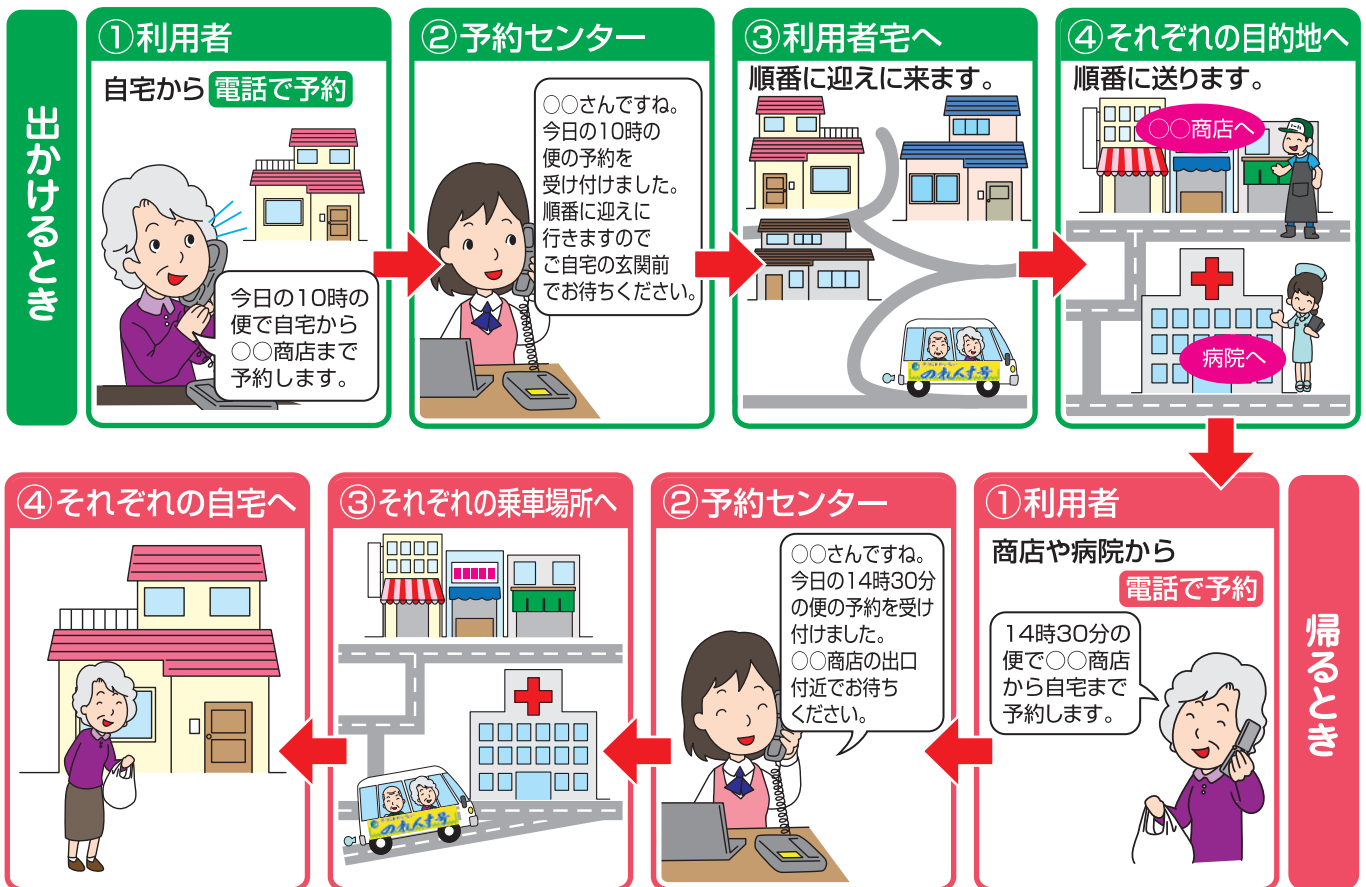 出かけるとき
①利用者
自宅から 電話で予約
今日の10時の
便で自宅から
○○商店まで
予約します。
②予約センター
○○さんですね。
今日の10時の
便の予約を
受け付けました。
順番に迎えに
行きますので
ご自宅の玄関前
でお待ちください。
③利用者宅へ
順番に迎えに来ます。
のれんす号
④それぞれの目的地へ
順番に送ります。
○○商店へ
病院へ
帰るとき
①利用者
商店や病院から
電話で予約
14時30分の
便で○○商店
から自宅まで
予約します。
②予約センター
○○さんですね。
今日の14時30分
の便の予約を受け
付けました。
○○商店の出口
付近でお待ち
ください。
③それぞれの乗車場所へ
のれんす号
④それぞれの自宅へ